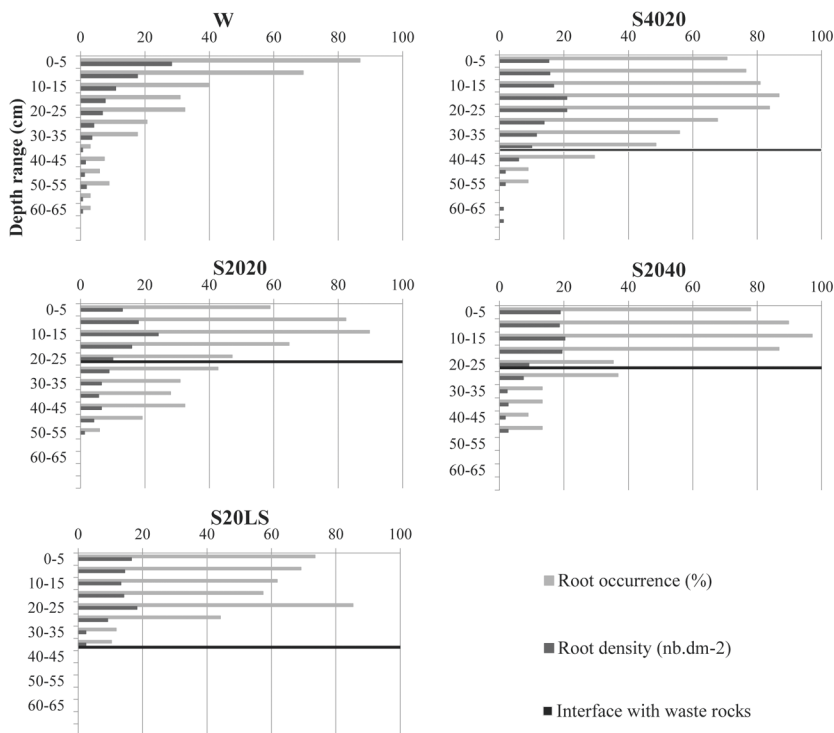 W
0 20 40 60 80 100
Depth range (cm)
0-5
10-15
20-25
30-35
40-45
50-55
60-65
S4020
0 20 40 60 80 100
0-5
10-15
20-25
30-35
40-45
50-55
60-65
S2020
0 20 40 60 80 100
0-5
10-15
20-25
30-35
40-45
50-55
60-65
S2040
0 20 40 60 80 100
0-5
10-15
20-25
30-35
40-45
50-55
60-65
S20LS
0 20 40 60 80 100
0-5
10-15
20-25
30-35
40-45
50-55
60-65
Root occurrence (%)
Root density (nb.dm-2)
Interface with waste rocks